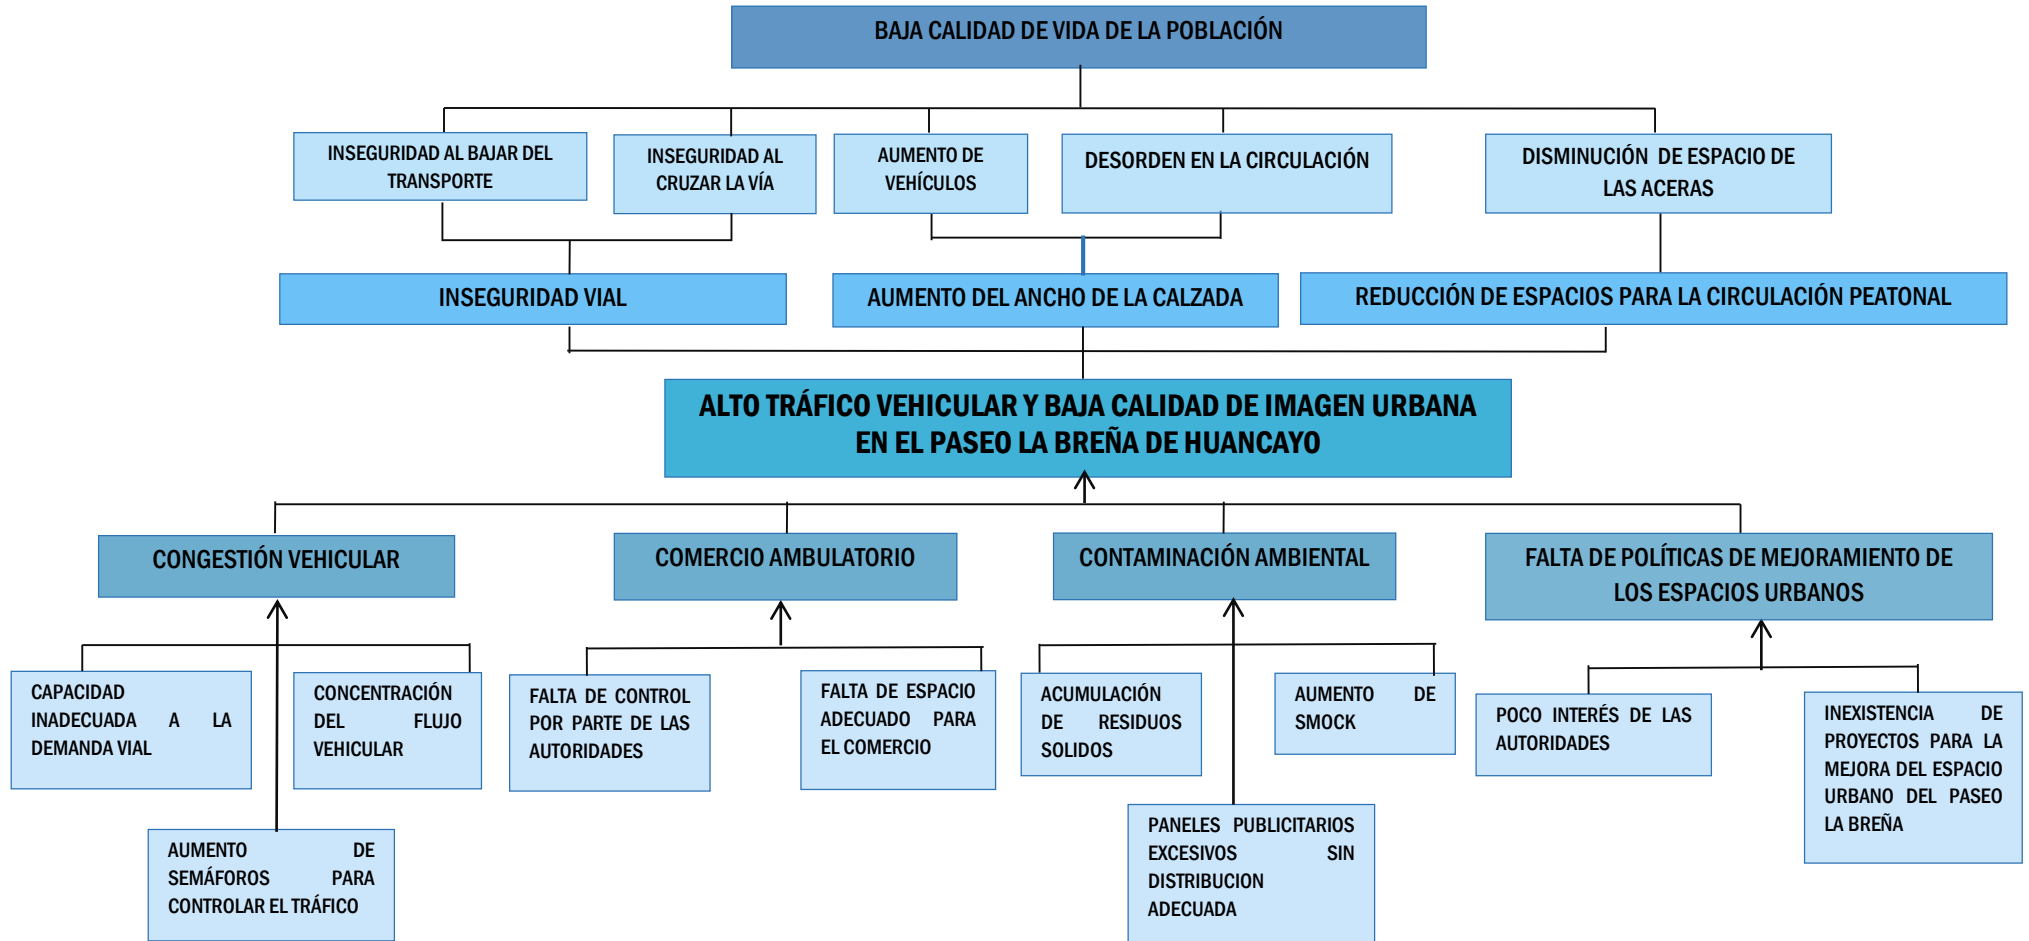 BAJA CALIDAD DE VIDA DE LA POBLACIÓN
INSEGURIDAD AL BAJAR DEL
TRANSPORTE
INSEGURIDAD AL
CRUZAR LA VÍA
AUMENTO DE
VEHÍCULOS
DESORDEN EN LA CIRCULACIÓN
DISMINUCIÓN DE ESPACIO DE
LAS ACERAS
INSEGURIDAD VIAL
AUMENTO DEL ANCHO DE LA CALZADA
REDUCCIÓN DE ESPACIOS PARA LA CIRCULACIÓN PEATONAL
ALTO TRÁFICO VEHICULAR Y BAJA CALIDAD DE IMAGEN URBANA
EN EL PASEO LA BREÑA DE HUANCAYO
CONGESTIÓN VEHICULAR
COMERCIO AMBULATORIO
CONTAMINACIÓN AMBIENTAL
FALTA DE POLÍTICAS DE MEJORAMIENTO DE
LOS ESPACIOS URBANOS
CAPACIDAD
INADECUADA A LA
DEMANDA VIAL
CONCENTRACIÓN
DEL FLUJO
VEHICULAR
FALTA DE CONTROL
POR PARTE DE LAS
AUTORIDADES
FALTA DE ESPACIO
ADECUADO PARA
EL COMERCIO
ACUMULACIÓN
DE RESIDUOS
SOLIDOS
AUMENTO DE
SMOCK
POCO INTERÉS DE LAS
AUTORIDADES
INEXISTENCIA DE
PROYECTOS PARA LA
MEJORA DEL ESPACIO
URBANO DEL PASEO
LA BREÑA
AUMENTO DE
SEMÁFOROS PARA
CONTROLAR EL TRÁFICO
PANELES PUBLICITARIOS
EXCESIVOS SIN
DISTRIBUCION
ADECUADA